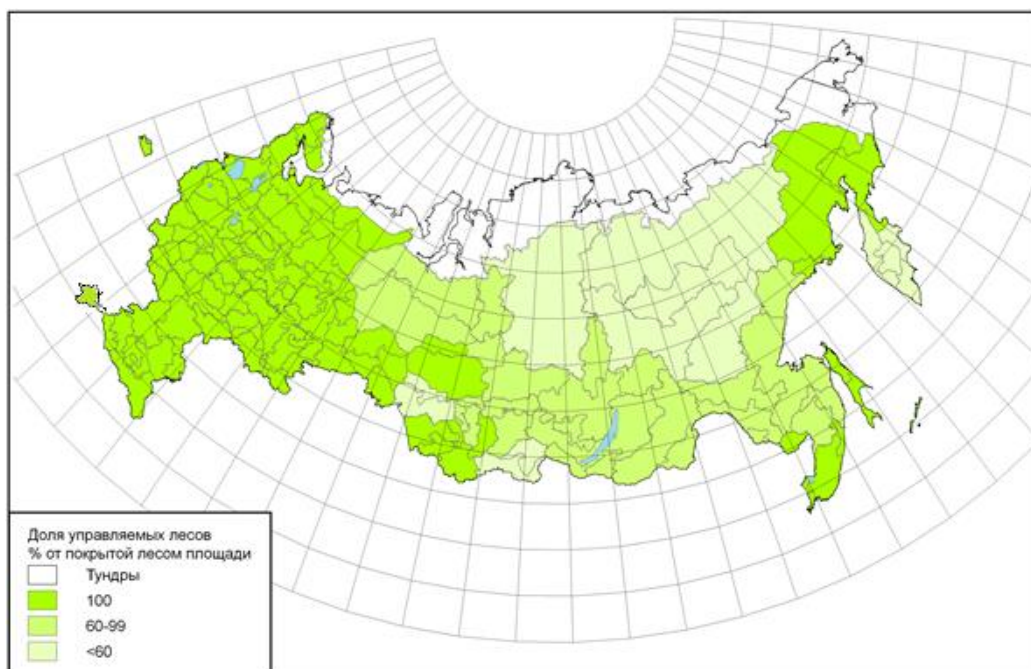 Доля управляемых лесов
% от покрытой лесом площади
Тундры
100
60-99
<60